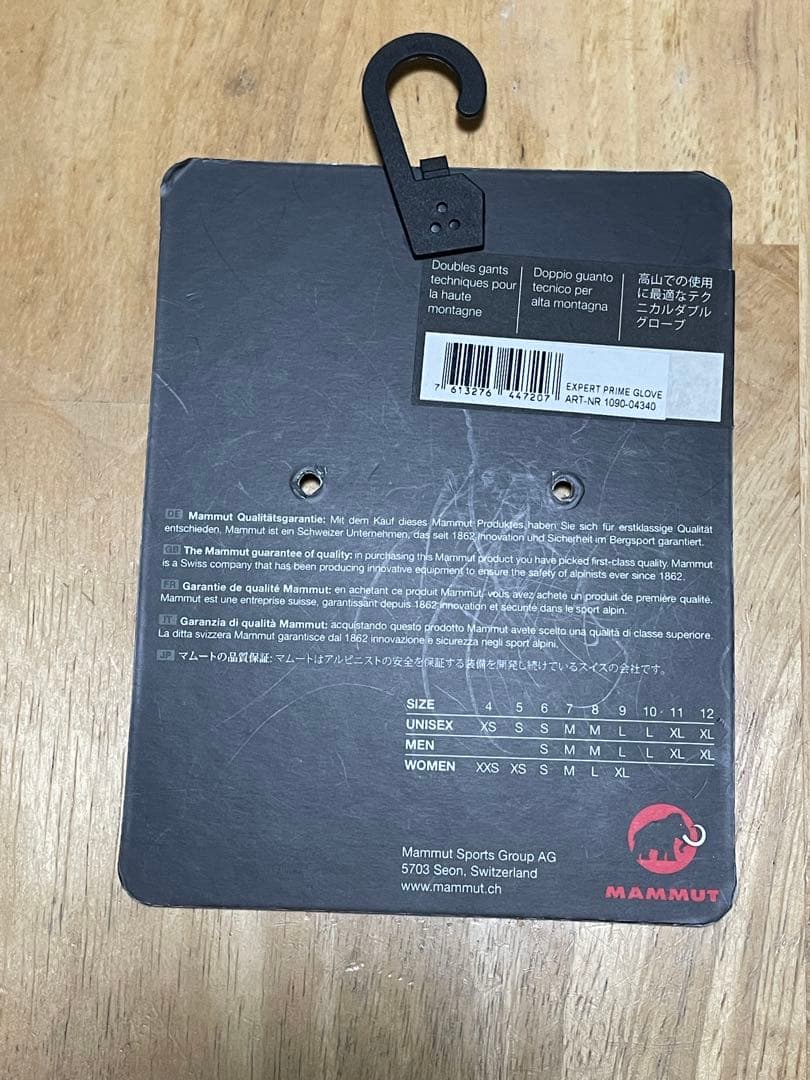 Doubles gants
techniques pour
la haute
montagne
Doppio guanto
tecnico per
alta montagna
高山での使用
に最適なテク
ニカルダブル
グローブ
7 613276 447207
EXPERT PRIME GLOVE
ART-NR 1090-04340
DE Mammut Qualitätsgarantie: Mit dem Kauf dieses Mammut Produktes haben Sie sich für erstklassige Qualität
entschieden. Mammut ist ein Schweizer Unternehmen, das seit 1862 Innovation und Sicherheit im Bergsport garantiert.
GB The Mammut guarantee of quality: in purchasing this Mammut product you have picked first-class quality. Mammut
is a Swiss company that has been producing innovative equipment to ensure the safety of alpinists ever since 1862.
FR Garantie de qualité Mammut: en achetant ce produit Mammut, vous avez acheté un produit de première qualité.
Mammut est une entreprise suisse, garantissant depuis 1862 innovation et sécurité dans le sport alpin.
IT Garanzia di qualità Mammut: acquistando questo prodotto Mammut avete scelto una qualità di classe superiore.
La ditta svizzera Mammut garantisce dal 1862 innovazione e sicurezza negli sport alpini.
JP マムートの品質保証: マムートはアルピニストの安全を保証する装備を開発し続けているスイスの会社です。
SIZE 4 5 6 7 8 9 10 11 12
UNISEX XS S S M M L L XL XL
MEN S M M L L XL XL
WOMEN XXS XS S M L XL
Mammut Sports Group AG
5703 Seon, Switzerland
www.mammut.ch
MAMMUT